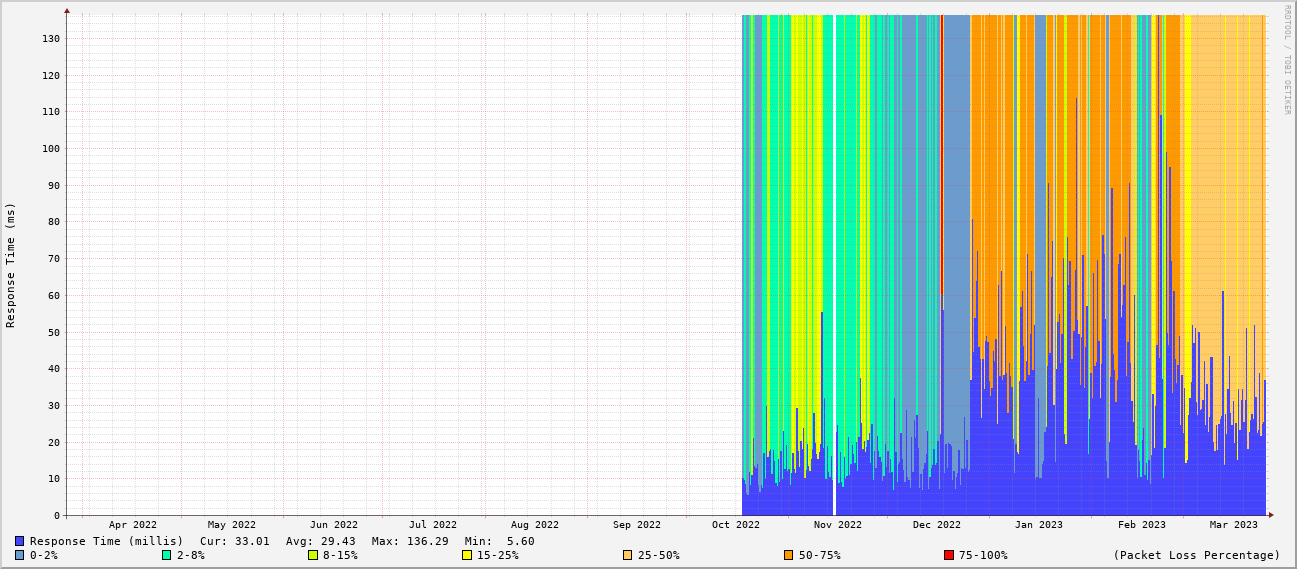 RRDTOOL / TOBI OETIKER
Response Time (ms)
130
120
110
100
90
80
70
60
50
40
30
20
10
0
Apr 2022 May 2022 Jun 2022 Jul 2022 Aug 2022 Sep 2022 Oct 2022 Nov 2022 Dec 2022 Jan 2023 Feb 2023 Mar 2023
Response Time (millis) Cur: 33.01 Avg: 29.43 Max: 136.29 Min: 5.60
0-2% 2-8% 8-15% 15-25% 25-50% 50-75% 75-100% (Packet Loss Percentage)